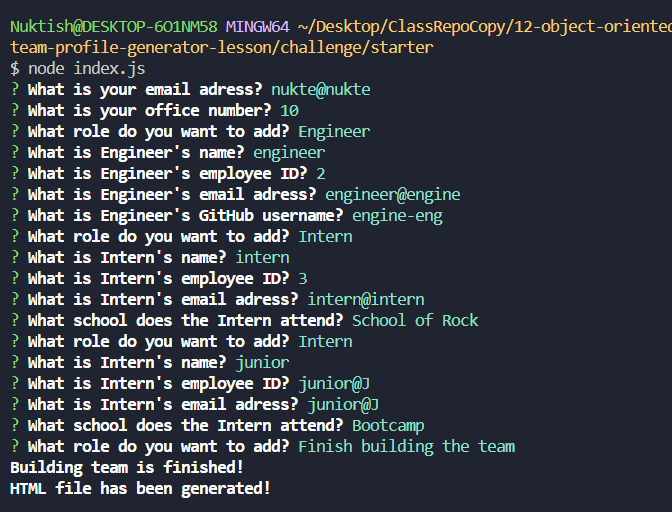 Nuktish@DESKTOP-6O1NM58 MINGW64 ~/Desktop/ClassRepoCopy/12-object-oriented
team-profile-generator-lesson/challenge/starter
$ node index.js
? What is your email adress? nukte@nukte
? What is your office number? 10
? What role do you want to add? Engineer
? What is Engineer's name? engineer
? What is Engineer's employee ID? 2
? What is Engineer's email adress? engineer@engine
? What is Engineer's GitHub username? engine-eng
? What role do you want to add? Intern
? What is Intern's name? intern
? What is Intern's employee ID? 3
? What is Intern's email adress? intern@intern
? What school does the Intern attend? School of Rock
? What role do you want to add? Intern
? What is Intern's name? junior
? What is Intern's employee ID? junior@J
? What is Intern's email adress? junior@J
? What school does the Intern attend? Bootcamp
? What role do you want to add? Finish building the team
Building team is finished!
HTML file has been generated!